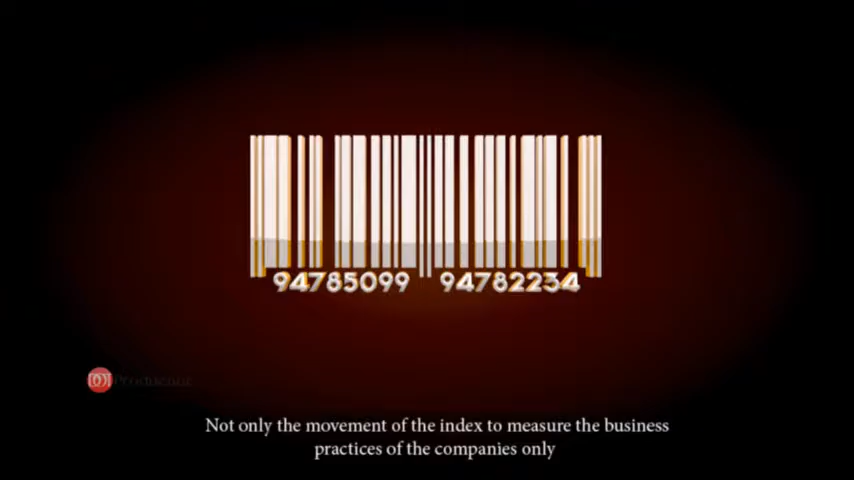 94785099 94782234
Not only the movement of the index to measure the business
practices of the companies only